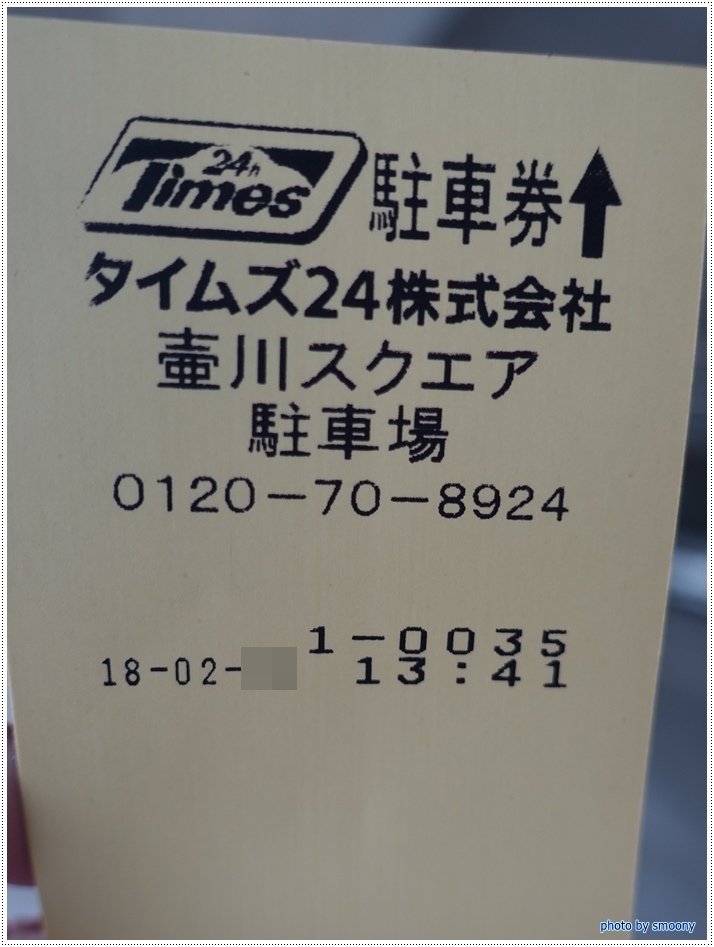 24h
Times
駐車券↑
タイムズ24株式会社
壷川スクエア
駐車場
0120-70-8924
1-0035
18-02-
13:41
photo by smoony